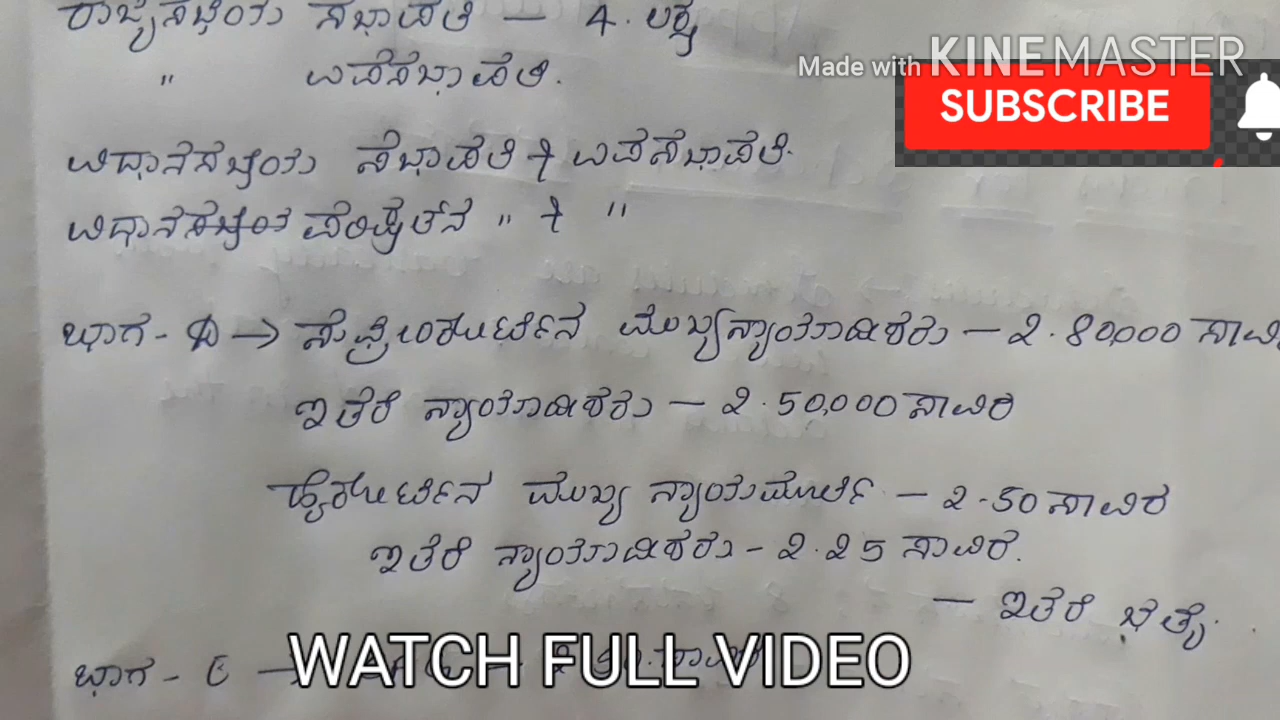 ರಾಜ್ಯಸಭೆಯ ಸಭಾಪತಿ — 4. ಲಕ್ಷ
" ಉಪಸಭಾಪತಿ.
Made with KINEMASTER
SUBSCRIBE
ವಿಧಾನಸಭೆಯ ಸಭಾಪತಿ + ಉಪಸಭಾಪತಿ.
ವಿಧಾನಸಭೆಯ ಪರಿಷತ್‌ನ " + "
ಭಾಗ - D → ಸುಪ್ರೀಂಕೋರ್ಟಿನ ಮುಖ್ಯನ್ಯಾಯಾಧೀಶರು — 2.80,000 ಸಾವಿ
ಇತರೆ ನ್ಯಾಯಾಧೀಶರು — 2.50,000 ಸಾವಿರ
ಹೈಕೋರ್ಟಿನ ಮುಖ್ಯ ನ್ಯಾಯಮೂರ್ತಿ — 2-50 ಸಾವಿರ
ಇತರೆ ನ್ಯಾಯಾಧೀಶರು - 2.25 ಸಾವಿರ.
— ಇತರೆ ಭತ್ಯೆ.
ಭಾಗ - E →
WATCH FULL VIDEO